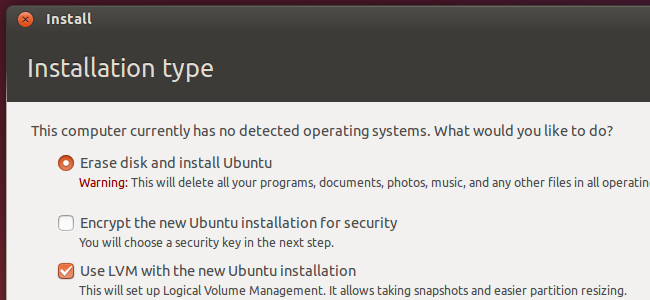 Install
Installation type
This computer currently has no detected operating systems. What would you like to do?
Erase disk and install Ubuntu
Warning: This will delete all your programs, documents, photos, music, and any other files in all operatin
Encrypt the new Ubuntu installation for security
You will choose a security key in the next step.
Use LVM with the new Ubuntu installation
This will set up Logical Volume Management. It allows taking snapshots and easier partition resizing.